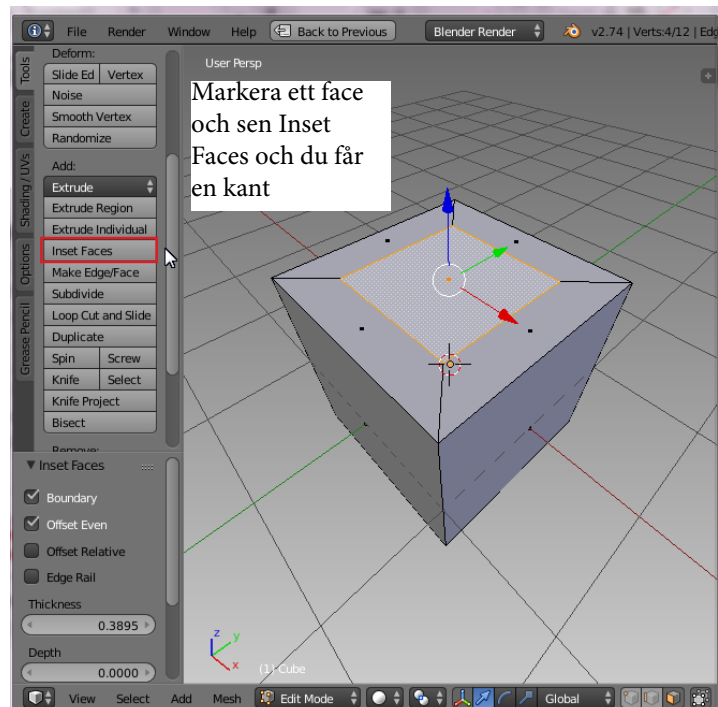 File Render Window Help Back to Previous Blender Render v2.74 | Verts:4/12 | Edg
Tools
Create
Shading / UVs
Options
Grease Pencil
Deform:
Slide Ed Vertex
Noise
Smooth Vertex
Randomize
Add:
Extrude
Extrude Region
Extrude Individual
Inset Faces
Make Edge/Face
Subdivide
Loop Cut and Slide
Duplicate
Spin Screw
Knife Select
Knife Project
Bisect
Remove:
Inset Faces
Boundary
Offset Even
Offset Relative
Edge Rail
Thickness
0.3895
Depth
0.0000
User Persp
Markera ett face
och sen Inset
Faces och du får
en kant
z
y
x
(1) Cube
View Select Add Mesh Edit Mode Global